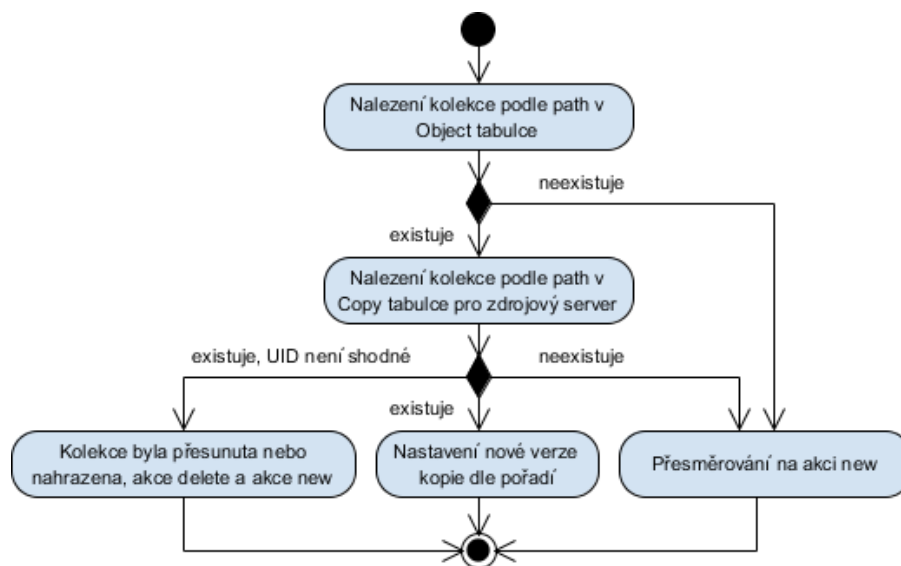 Nalezení kolekce podle path v
Object tabulce
neexistuje
existuje
Nalezení kolekce podle path v
Copy tabulce pro zdrojový server
existuje, UID není shodné
neexistuje
existuje
Kolekce byla přesunuta nebo
nahrazena, akce delete a akce new
Nastavení nové verze
kopie dle pořadí
Přesměrování na akci new